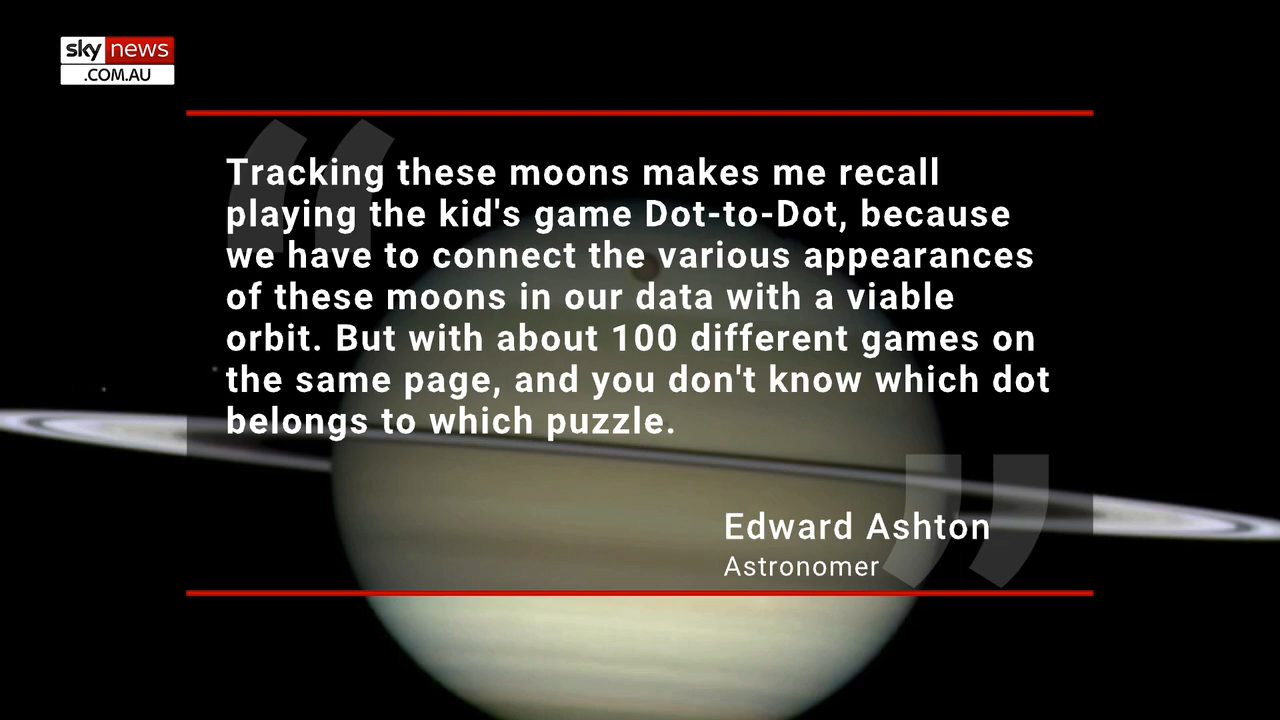 sky news
.COM.AU
Tracking these moons makes me recall
playing the kid's game Dot-to-Dot, because
we have to connect the various appearances
of these moons in our data with a viable
orbit. But with about 100 different games on
the same page, and you don't know which dot
belongs to which puzzle.
Edward Ashton
Astronomer